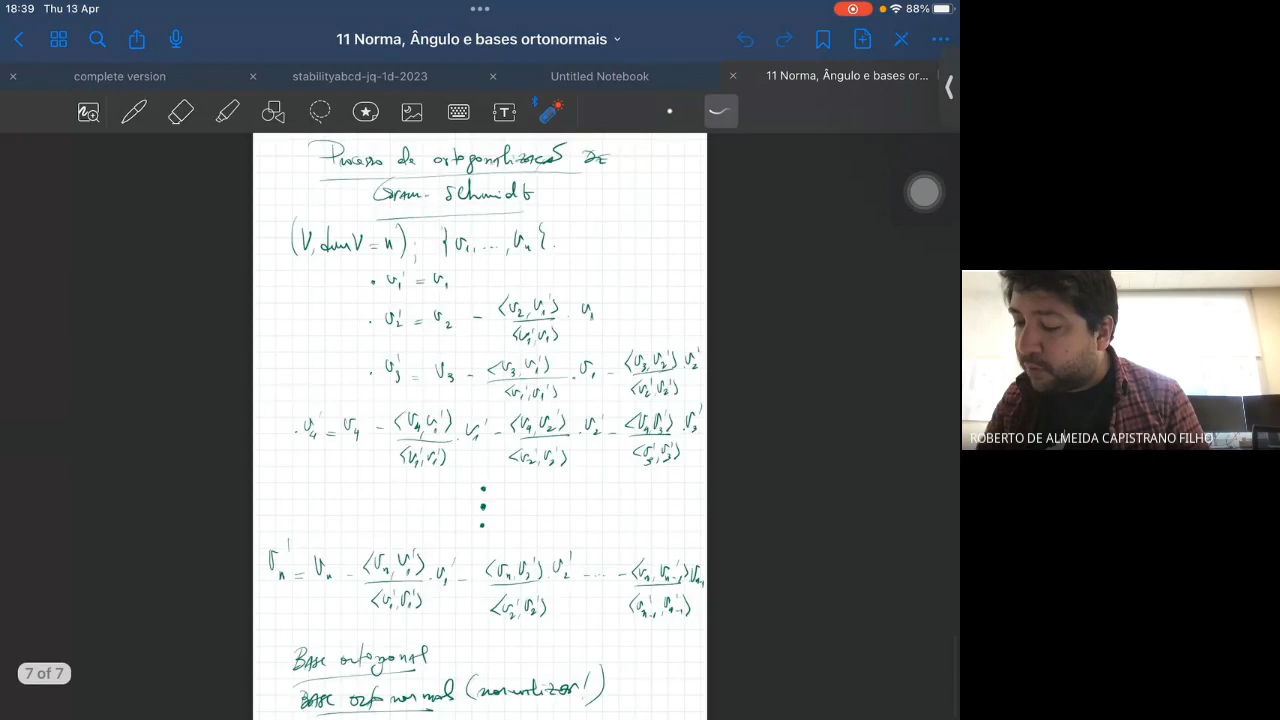 18:39 Thu 13 Apr
88%
11 Norma, Ângulo e bases ortonormais
complete version
stabilityabcd-jq-1d-2023
Untitled Notebook
11 Norma, Ângulo e bases or...
Processo de ortogonalização DE
Gram-Schmidt
(V, dim V = n); {v₁, ..., vₙ}.
• v₁' = v₁
• v₂' = v₂ - <v₂, v₁'>/<v₁', v₁'> · v₁
• v₃' = v₃ - <v₃, v₁'>/<v₁', v₁'> · v₁ - <v₃, v₂'>/<v₂', v₂'> · v₂'
• v₄' = v₄ - <v₄, v₁'>/<v₁', v₁'> · v₁' - <v₄, v₂'>/<v₂', v₂'> · v₂' - <v₄, v₃'>/<v₃', v₃'> · v₃'
vₙ' = vₙ - <vₙ, v₁'>/<v₁', v₁'> · v₁' - <vₙ, v₂'>/<v₂', v₂'> · v₂' - ... - <vₙ, vₙ₋₁'>/<vₙ₋₁', vₙ₋₁'> vₙ₋₁
BASE ortogonal
BASE ortonormal (normalizar!)
7 of 7
ROBERTO DE ALMEIDA CAPISTRANO FILHO